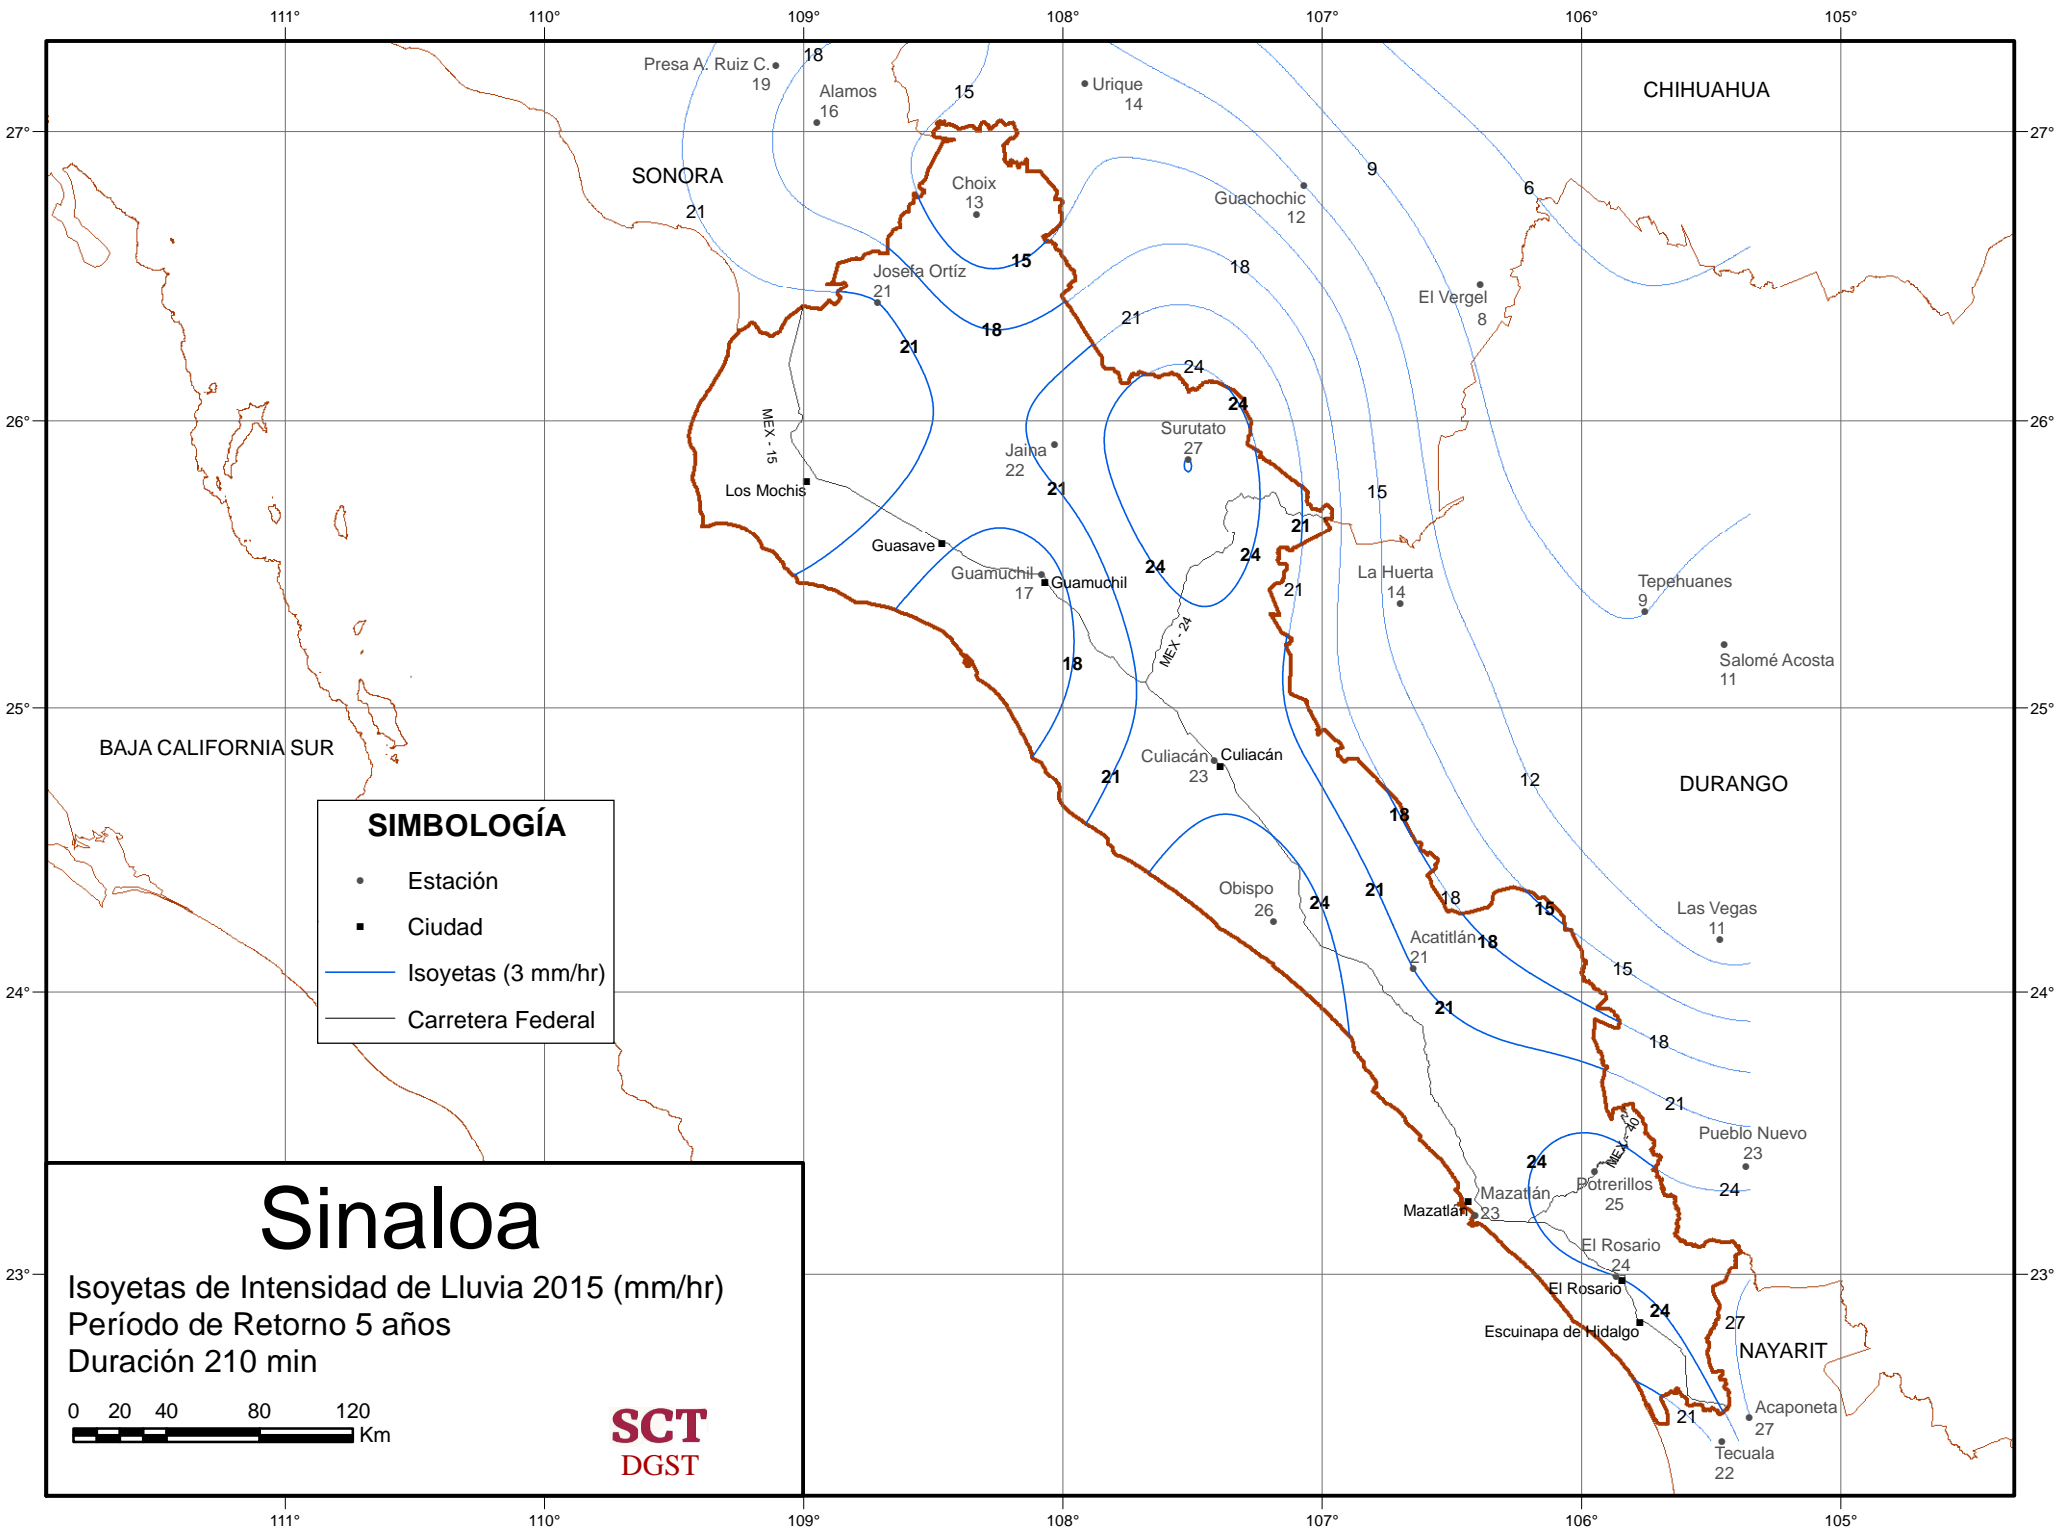 111°
110°
109°
108°
107°
106°
105°
18
Presa A. Ruiz C.
19
Alamos
16
15
Urique
14
CHIHUAHUA
27°
27°
SONORA
21
Choix
13
9
6
Guachochic
12
15
18
Josefa Ortíz
21
El Vergel
8
18
21
21
24
24
26°
26°
MEX - 15
Surutato
27
Jaina
22
21
15
Los Mochis
21
Guasave
24
24
Guamuchil
17
Guamuchil
21
La Huerta
14
Tepehuanes
9
MEX - 24
18
Salomé Acosta
11
25°
25°
BAJA CALIFORNIA SUR
Culiacán
23
Culiacán
21
12
DURANGO
18
SIMBOLOGÍA
Estación
Ciudad
Isoyetas (3 mm/hr)
Carretera Federal
Obispo
26
24
21
18
15
Las Vegas
11
Acatitlán
21
18
15
24°
24°
21
18
21
MEX - 40
Pueblo Nuevo
23
24
Potrerillos
25
24
Mazatlán
23
Mazatlán
El Rosario
24
El Rosario
23°
23°
24
Escuinapa de Hidalgo
27
NAYARIT
21
Acaponeta
27
Tecuala
22
Sinaloa
Isoyetas de Intensidad de Lluvia 2015 (mm/hr)
Período de Retorno 5 años
Duración 210 min
0 20 40 80 120
Km
SCT
DGST
111°
110°
109°
108°
107°
106°
105°